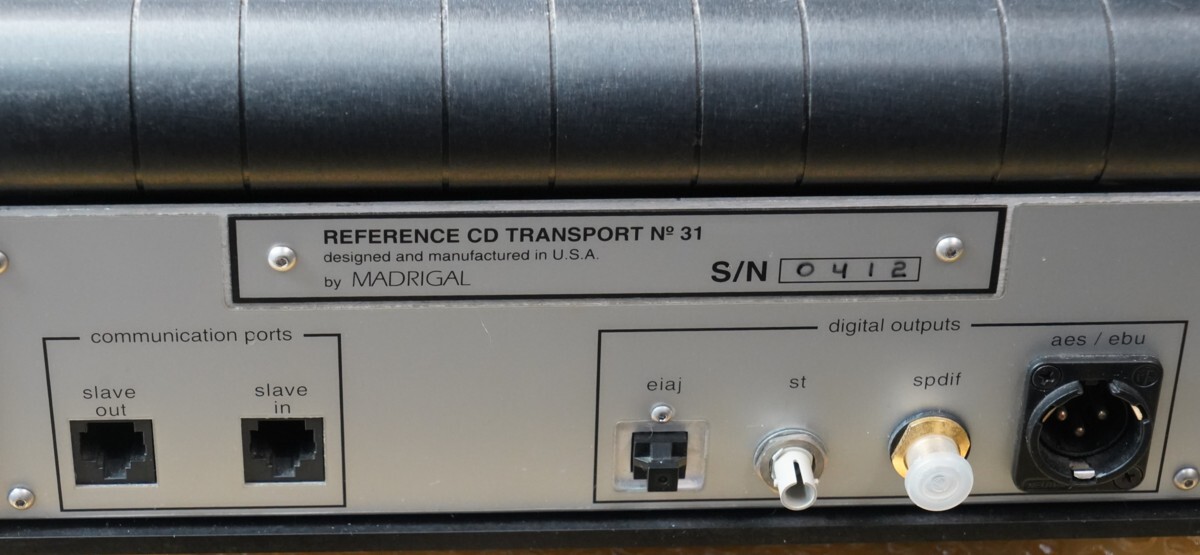 REFERENCE CD TRANSPORT Nº 31
designed and manufactured in U.S.A.
by MADRIGAL
S/N 0412
communication ports
slave out
slave in
digital outputs
eiaj
st
spdif
aes / ebu